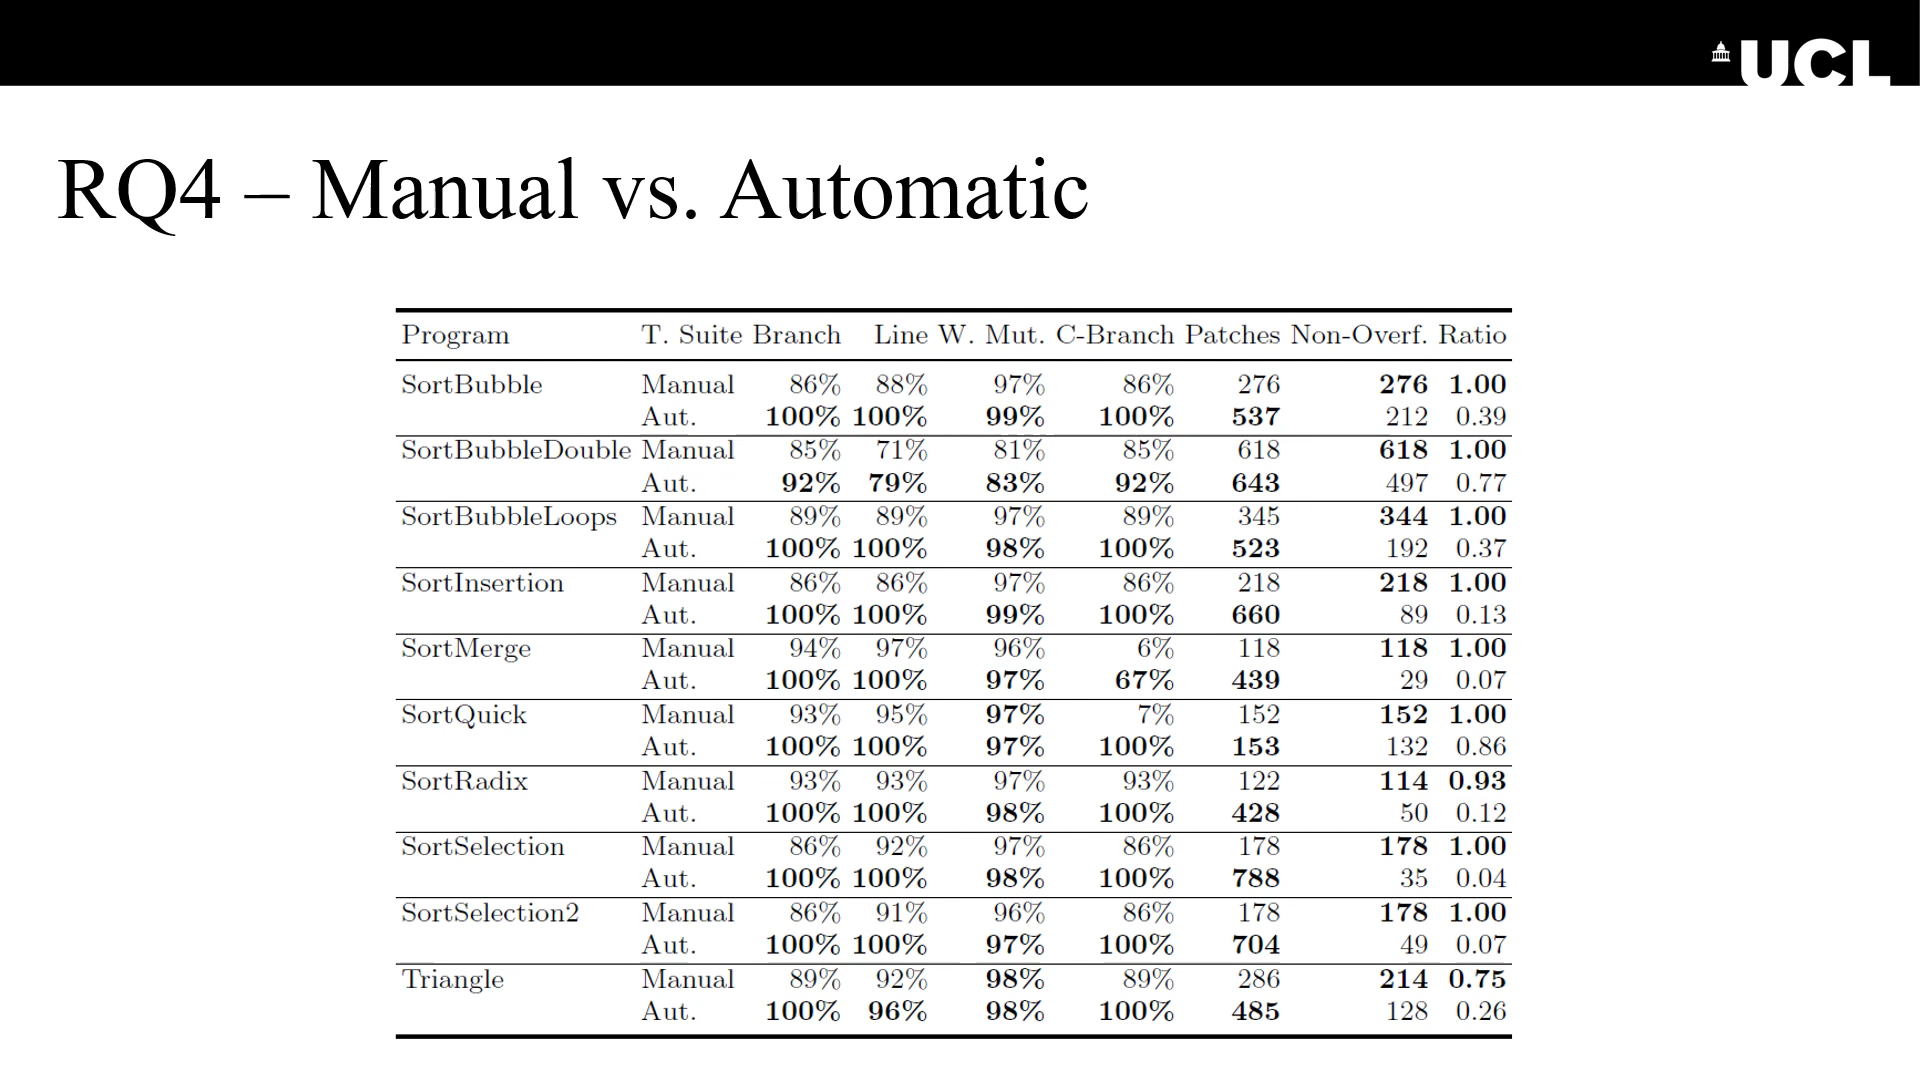 UCL
RQ4 – Manual vs. Automatic
Program T. Suite Branch Line W. Mut. C-Branch Patches Non-Overf. Ratio
SortBubble Manual 86% 88% 97% 86% 276 276 1.00
Aut. 100% 100% 99% 100% 537 212 0.39
SortBubbleDouble Manual 85% 71% 81% 85% 618 618 1.00
Aut. 92% 79% 83% 92% 643 497 0.77
SortBubbleLoops Manual 89% 89% 97% 89% 345 344 1.00
Aut. 100% 100% 98% 100% 523 192 0.37
SortInsertion Manual 86% 86% 97% 86% 218 218 1.00
Aut. 100% 100% 99% 100% 660 89 0.13
SortMerge Manual 94% 97% 96% 6% 118 118 1.00
Aut. 100% 100% 97% 67% 439 29 0.07
SortQuick Manual 93% 95% 97% 7% 152 152 1.00
Aut. 100% 100% 97% 100% 153 132 0.86
SortRadix Manual 93% 93% 97% 93% 122 114 0.93
Aut. 100% 100% 98% 100% 428 50 0.12
SortSelection Manual 86% 92% 97% 86% 178 178 1.00
Aut. 100% 100% 98% 100% 788 35 0.04
SortSelection2 Manual 86% 91% 96% 86% 178 178 1.00
Aut. 100% 100% 97% 100% 704 49 0.07
Triangle Manual 89% 92% 98% 89% 286 214 0.75
Aut. 100% 96% 98% 100% 485 128 0.26